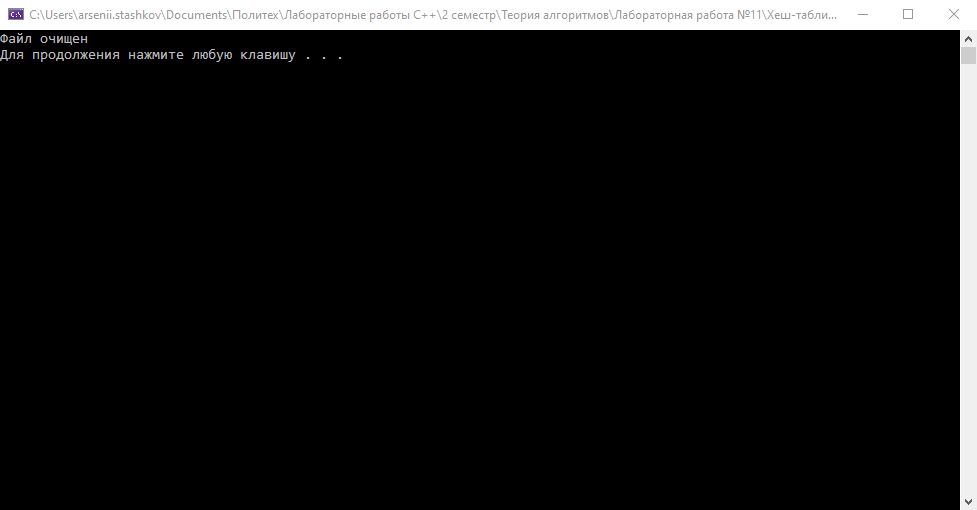 C:\Users\arsenii.stashkov\Documents\Политех\Лабораторные работы C++\2 семестр\Теория алгоритмов\Лабораторная работа №11\Хеш-табли...
Файл очищен
Для продолжения нажмите любую клавишу . . .